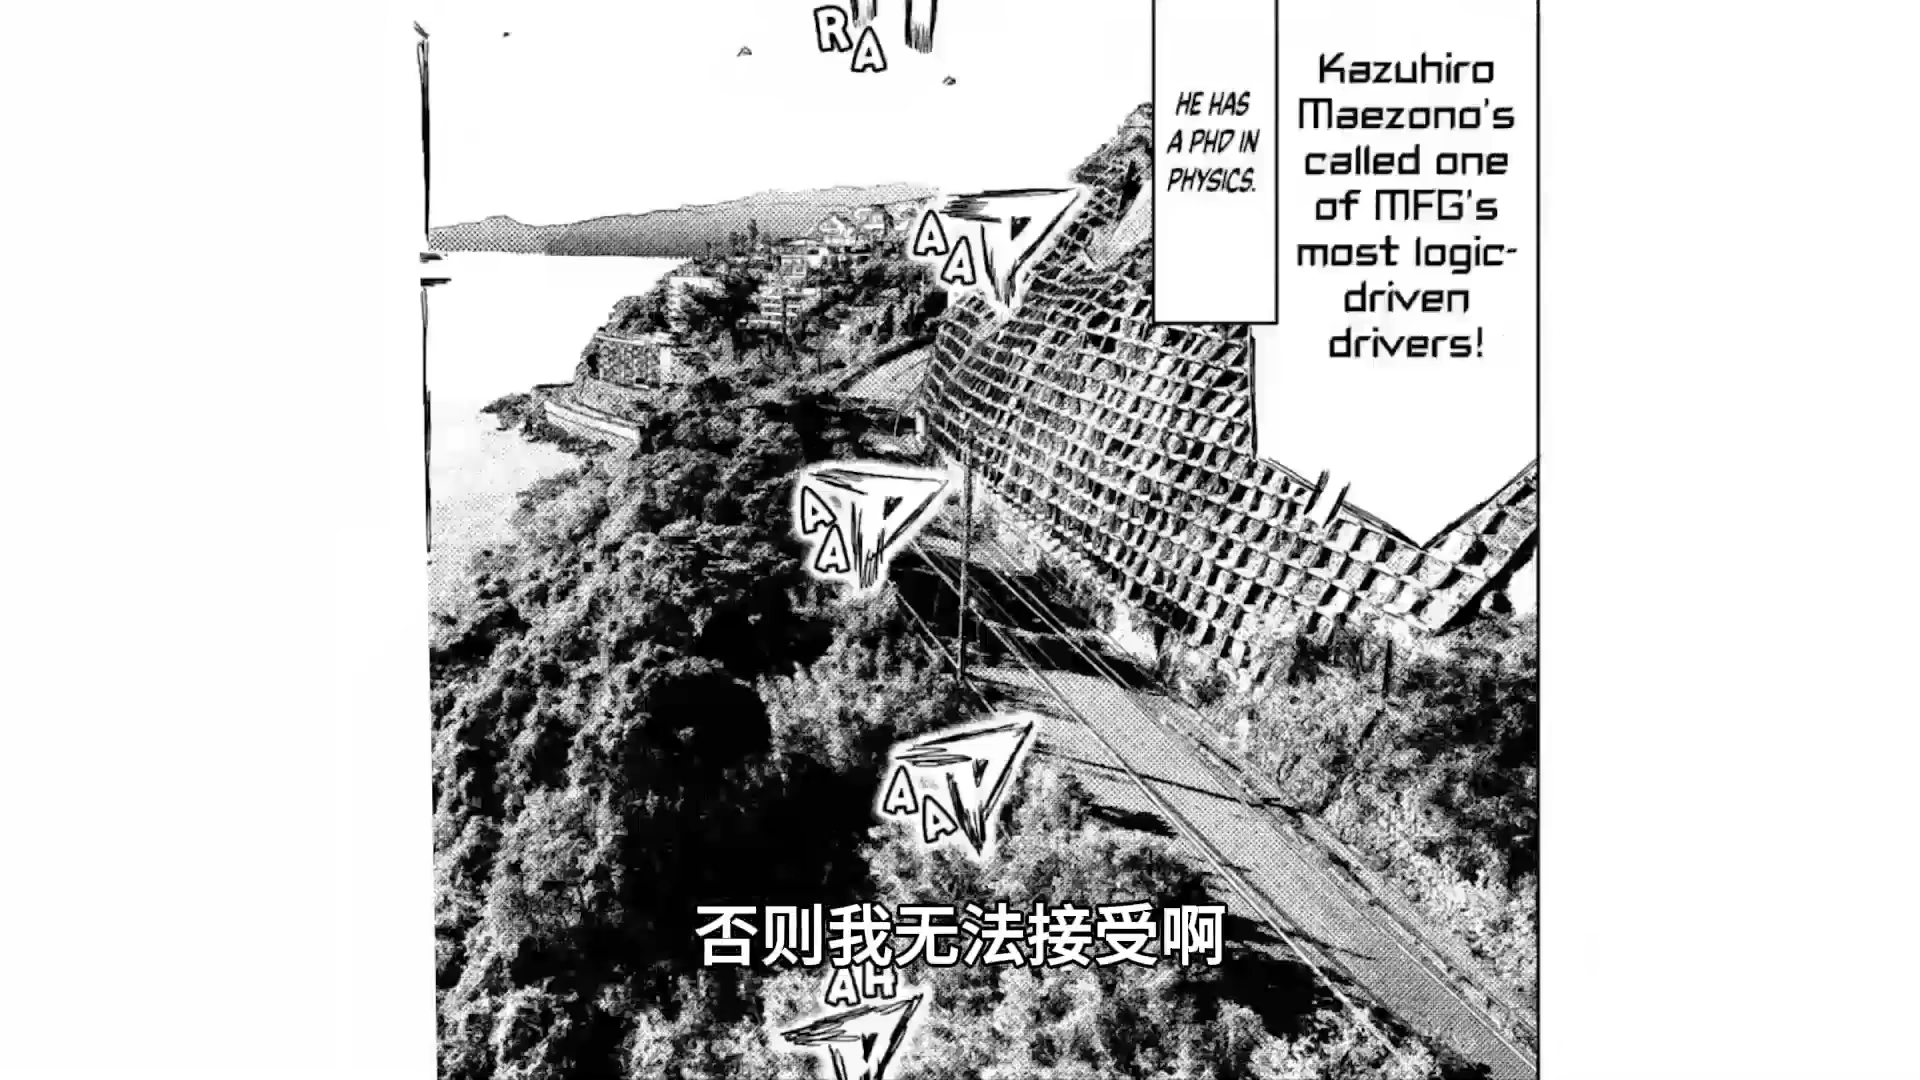 Kazuhiro
Maezono's
called one
of MFG's
most logic-
driven
drivers!
HE HAS
A PHD IN
PHYSICS.
RA
AA
AA
AA
否则我无法接受啊
AH